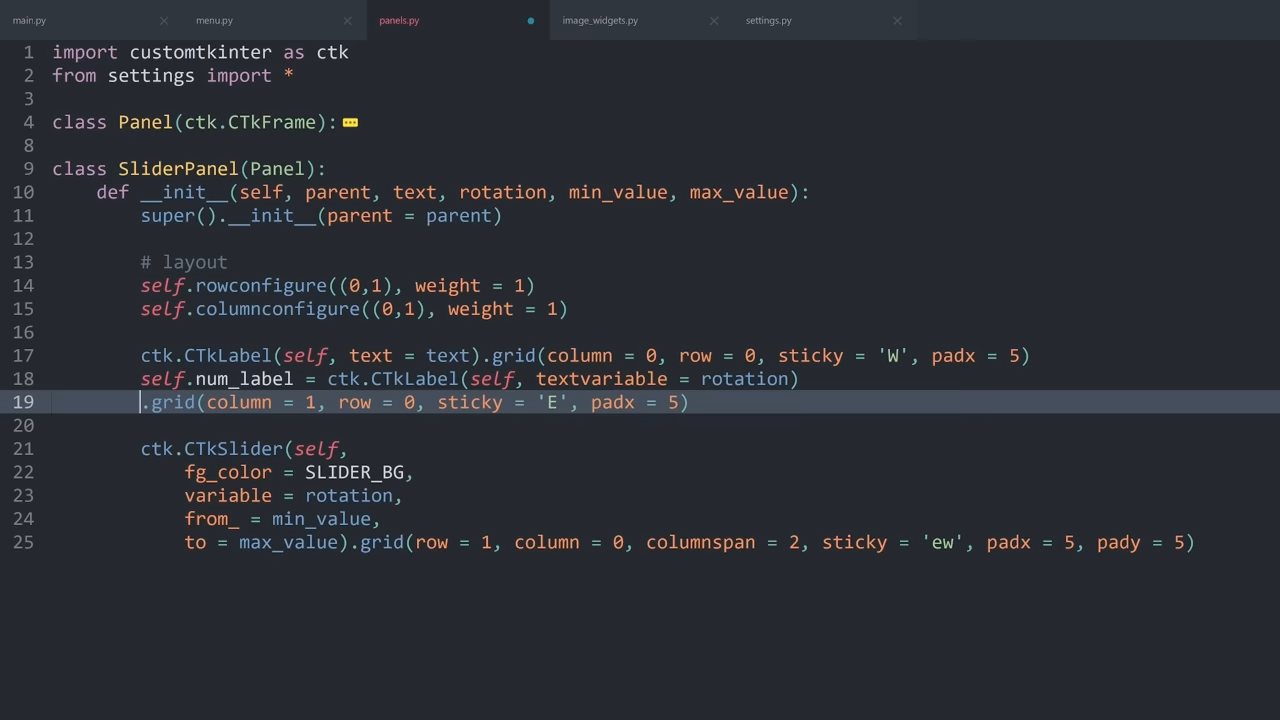 main.py × menu.py × panels.py image_widgets.py × settings.py ×
1 import customtkinter as ctk
2 from settings import *
3
4 class Panel(ctk.CTkFrame):
8
9 class SliderPanel(Panel):
10     def __init__(self, parent, text, rotation, min_value, max_value):
11         super().__init__(parent = parent)
12
13         # layout
14         self.rowconfigure((0,1), weight = 1)
15         self.columnconfigure((0,1), weight = 1)
16
17         ctk.CTkLabel(self, text = text).grid(column = 0, row = 0, sticky = 'W', padx = 5)
18         self.num_label = ctk.CTkLabel(self, textvariable = rotation)
19         .grid(column = 1, row = 0, sticky = 'E', padx = 5)
20
21         ctk.CTkSlider(self,
22             fg_color = SLIDER_BG,
23             variable = rotation,
24             from_ = min_value,
25             to = max_value).grid(row = 1, column = 0, columnspan = 2, sticky = 'ew', padx = 5, pady = 5)